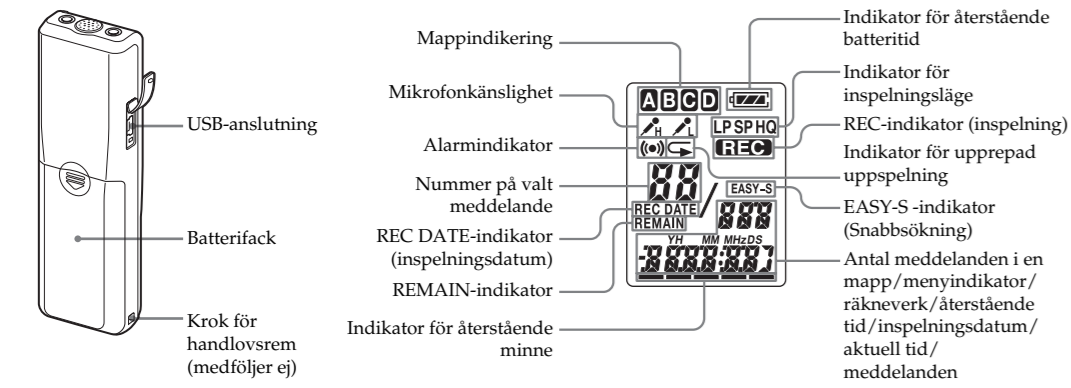 USB-anslutning
Batterifack
Krok för
handlovsrem
(medföljer ej)
Mappindikering
Mikrofonkänslighet
Alarmindikator
Nummer på valt
meddelande
REC DATE-indikator
(inspelningsdatum)
REMAIN-indikator
Indikator för återstående
minne
ABCD
H
L
LP SP HQ
REC
88
EASY-S
REC DATE
REMAIN
888
YH MM MHzDS
Indikator för återstående
batteritid
Indikator för
inspelningsläge
REC-indikator (inspelning)
Indikator för upprepad
uppspelning
EASY-S -indikator
(Snabbsökning)
Antal meddelanden i en
mapp/menyindikator/
räkneverk/återstående
tid/inspelningsdatum/
aktuell tid/
meddelanden